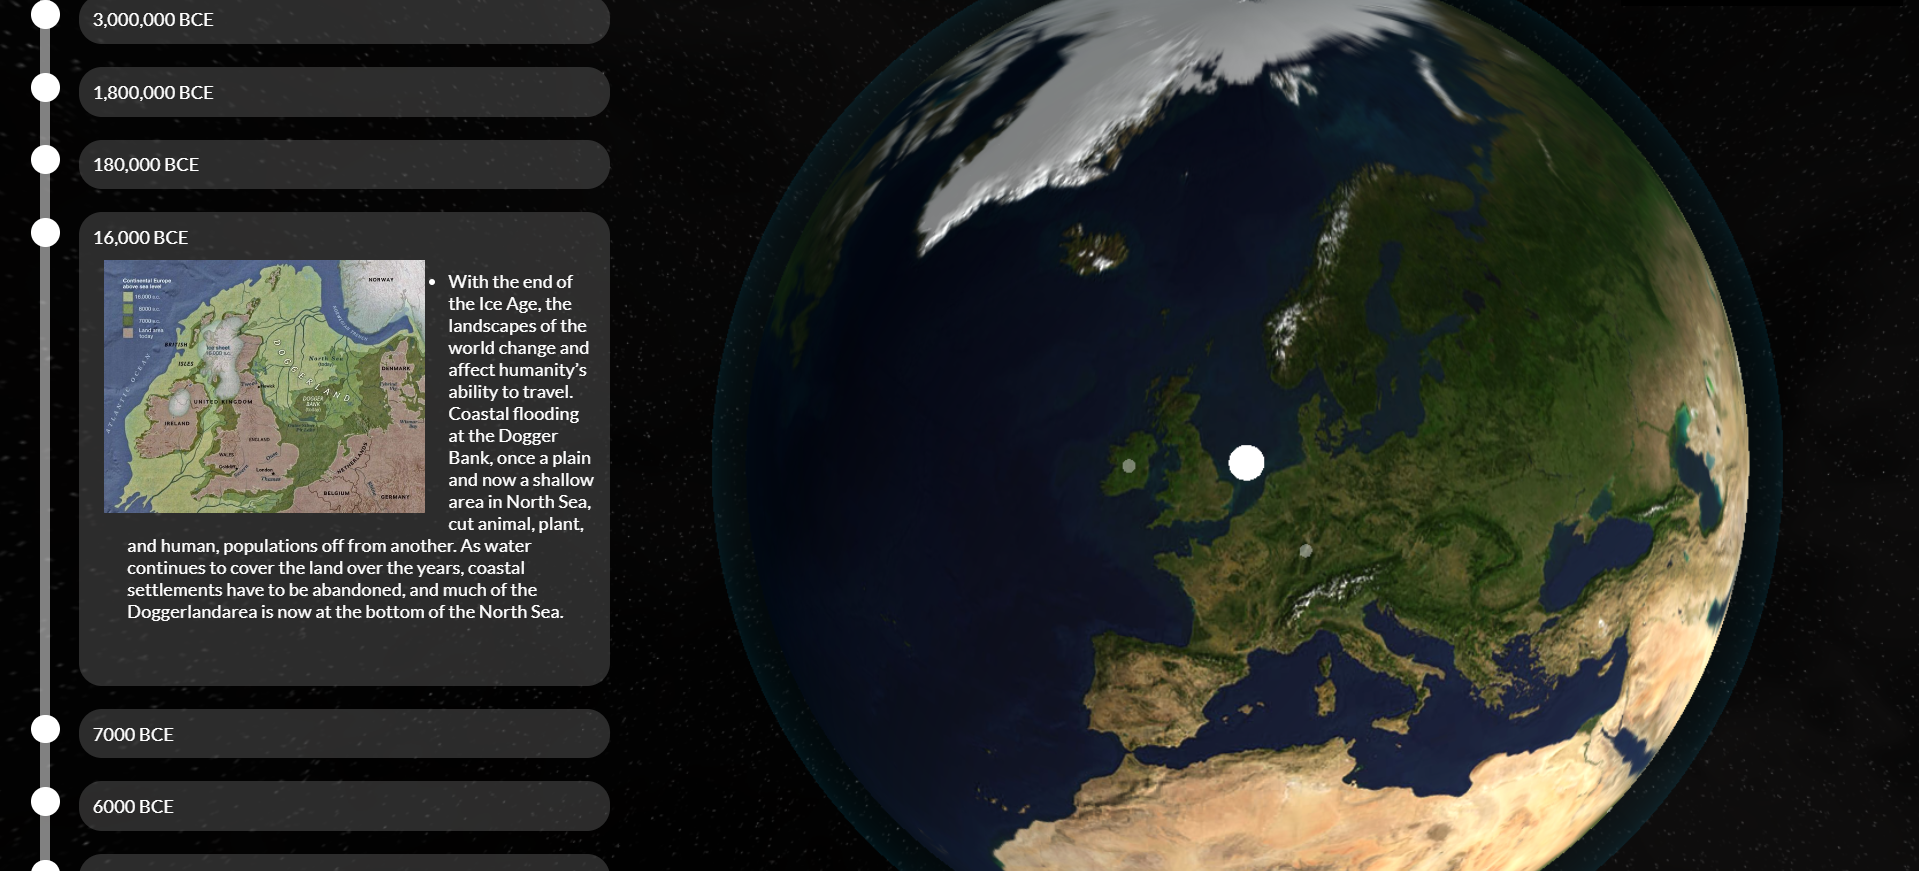 3,000,000 BCE
1,800,000 BCE
180,000 BCE
16,000 BCE
Continental Europe
above sea level
16,000 B.C.
8000 B.C.
7000 B.C.
Land area
today
NORWAY
NORWEGIAN TRENCH
BRITISH
ISLES
Ice sheet
16,000 B.C.
ATLANTIC OCEAN
DOGGERLAND
North Sea
(today)
DOGGER
BANK
DENMARK
UNITED KINGDOM
IRELAND
ENGLAND
WALES
London
Thames
NETHERLANDS
BELGIUM
GERMANY
• With the end of
the Ice Age, the
landscapes of the
world change and
affect humanity's
ability to travel.
Coastal flooding
at the Dogger
Bank, once a plain
and now a shallow
area in North Sea,
cut animal, plant,
and human, populations off from another. As water
continues to cover the land over the years, coastal
settlements have to be abandoned, and much of the
Doggerlandarea is now at the bottom of the North Sea.
7000 BCE
6000 BCE